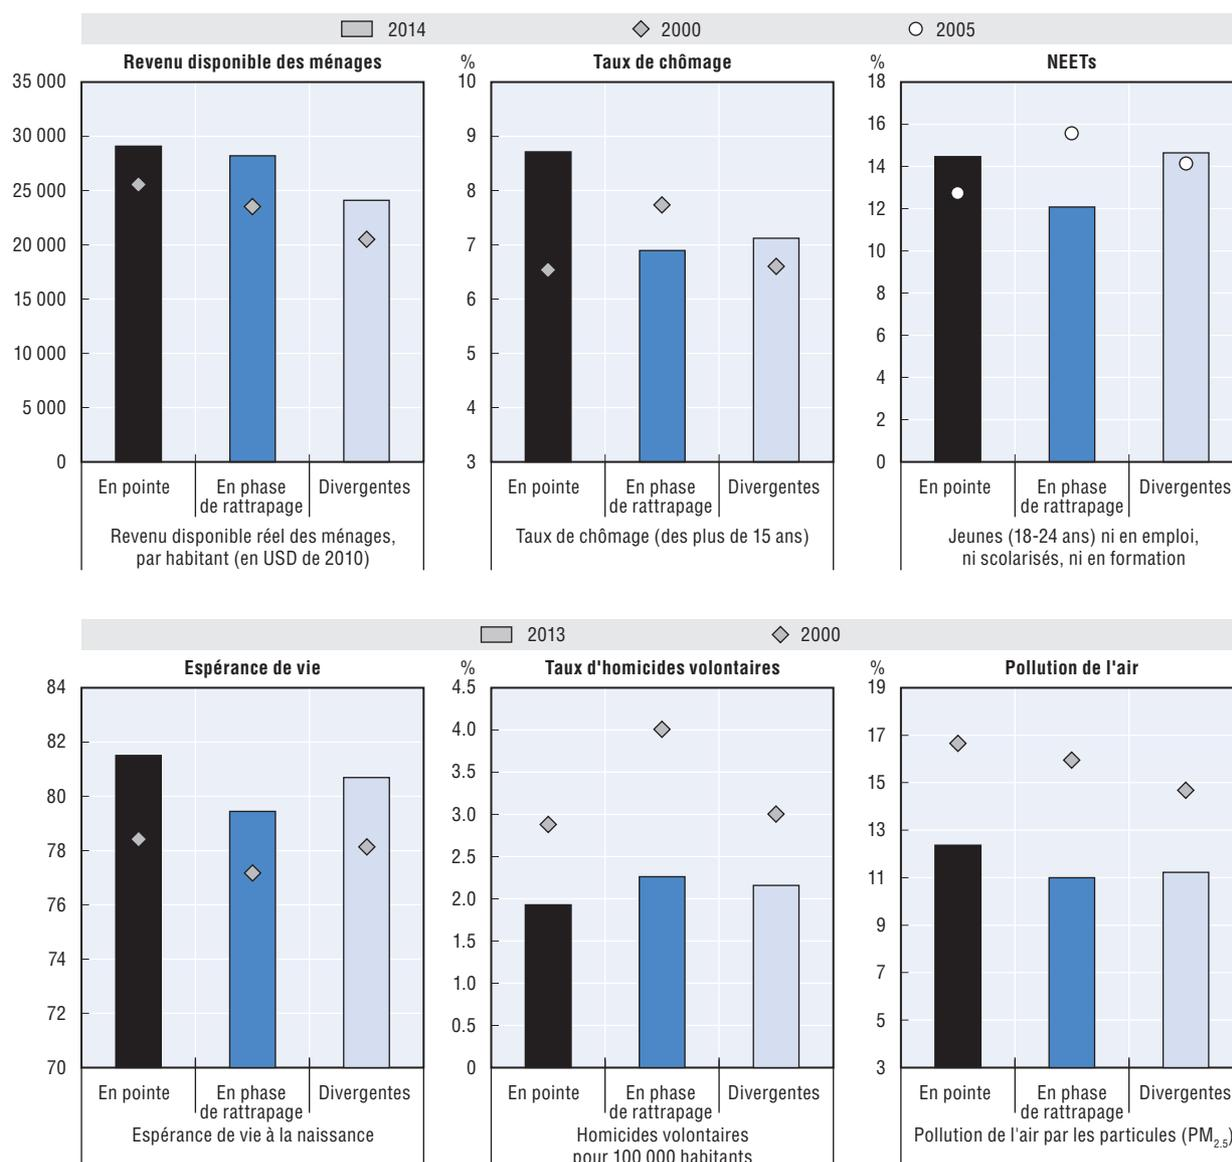 2014 2000 2005
Revenu disponible des ménages
35 000
30 000
25 000
20 000
15 000
10 000
5 000
0
En pointe En phase Divergentes
de rattrapage
Revenu disponible réel des ménages,
par habitant (en USD de 2010)
% Taux de chômage
10
9
8
7
6
5
4
3
En pointe En phase Divergentes
de rattrapage
Taux de chômage (des plus de 15 ans)
% NEETs
18
16
14
12
10
8
6
4
2
0
En pointe En phase Divergentes
de rattrapage
Jeunes (18-24 ans) ni en emploi,
ni scolarisés, ni en formation
2013 2000
Espérance de vie
84
82
80
78
76
74
72
70
En pointe En phase Divergentes
de rattrapage
Espérance de vie à la naissance
% Taux d'homicides volontaires
4.5
4.0
3.5
3.0
2.5
2.0
1.5
1.0
0.5
0
En pointe En phase Divergentes
de rattrapage
Homicides volontaires
pour 100 000 habitants
% Pollution de l'air
19
17
15
13
11
9
7
5
3
En pointe En phase Divergentes
de rattrapage
Pollution de l'air par les particules (PM2.5)